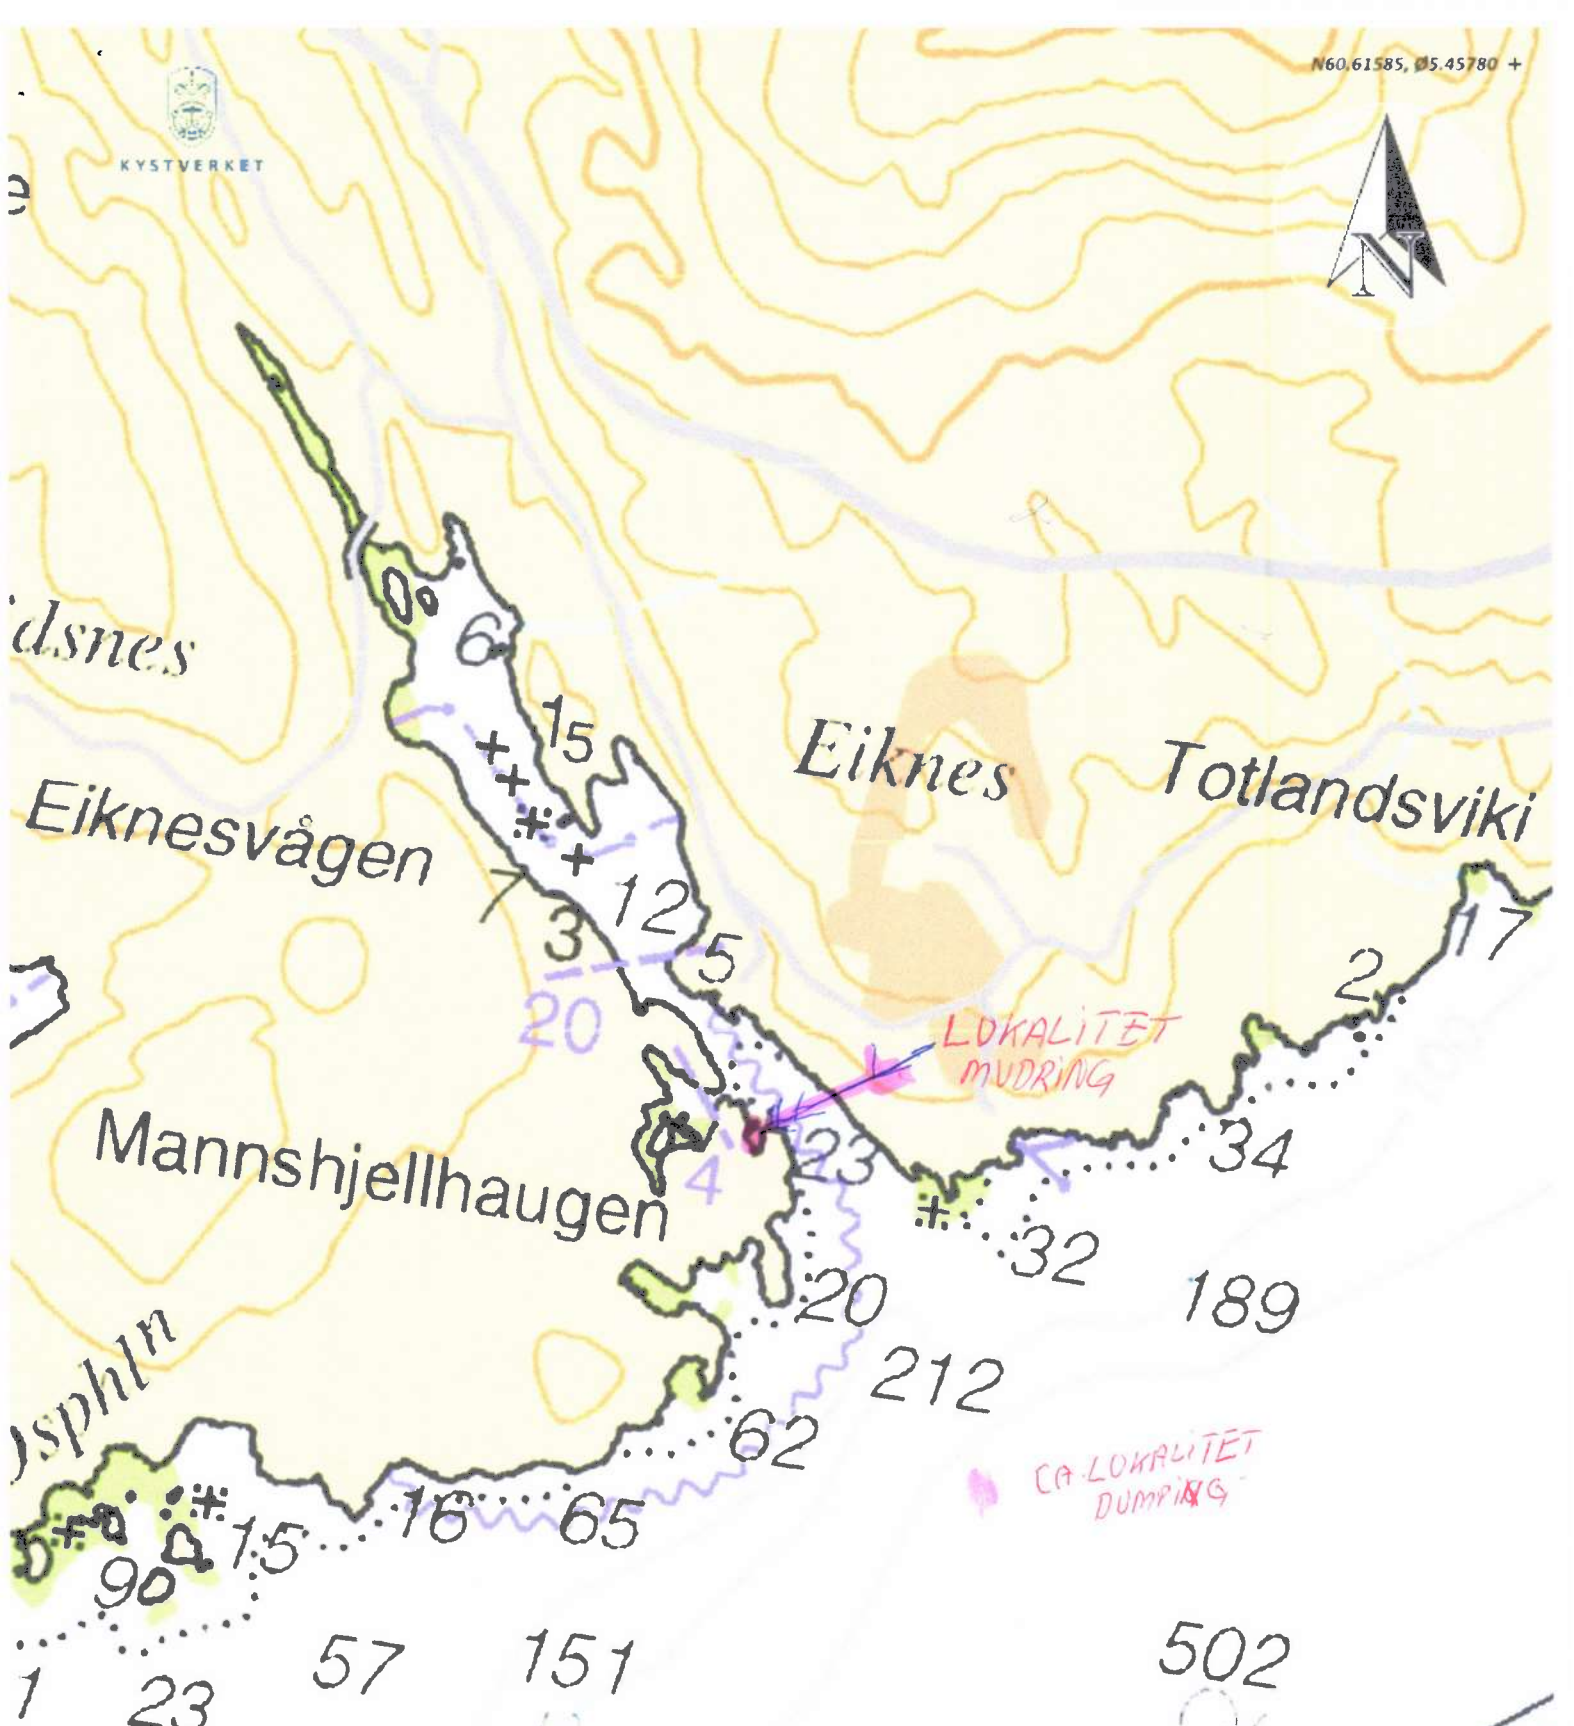 N60.61585, Ø5.45780 +
KYSTVERKET
dsnes
6
15
Eiknes
Totlandsviki
Eiknesvågen
12
3
5
17
2
20
LOKALITET
MUDRING
Mannshjellhaugen
4
23
34
32
20
189
212
62
CA. LOKALITET
DUMPING
16
65
15
9
57
151
502
1
23
N